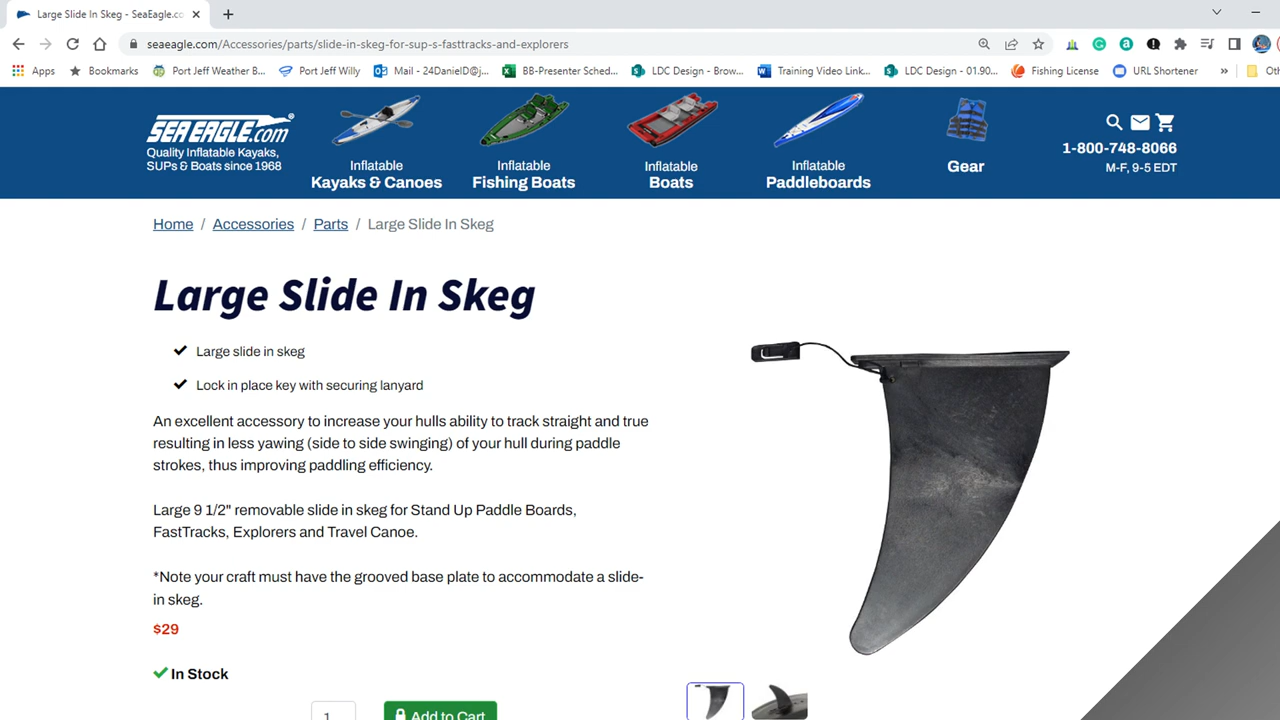 Large Slide In Skeg - SeaEagle.co
seaeagle.com/Accessories/parts/slide-in-skeg-for-sup-s-fasttracks-and-explorers
Apps Bookmarks Port Jeff Weather B... Port Jeff Willy Mail - 24DanielD@j... BB-Presenter Sched... LDC Design - Brow... Training Video Link... LDC Design - 01.90... Fishing License URL Shortener » Oth
SEA EAGLE.com®
Quality Inflatable Kayaks,
SUPs & Boats since 1968
Inflatable
Kayaks & Canoes
Inflatable
Fishing Boats
Inflatable
Boats
Inflatable
Paddleboards
Gear
1-800-748-8066
M-F, 9-5 EDT
Home / Accessories / Parts / Large Slide In Skeg
Large Slide In Skeg
Large slide in skeg
Lock in place key with securing lanyard
An excellent accessory to increase your hulls ability to track straight and true
resulting in less yawing (side to side swinging) of your hull during paddle
strokes, thus improving paddling efficiency.
Large 9 1/2" removable slide in skeg for Stand Up Paddle Boards,
FastTracks, Explorers and Travel Canoe.
*Note your craft must have the grooved base plate to accommodate a slide-
in skeg.
$29
In Stock
1
Add to Cart